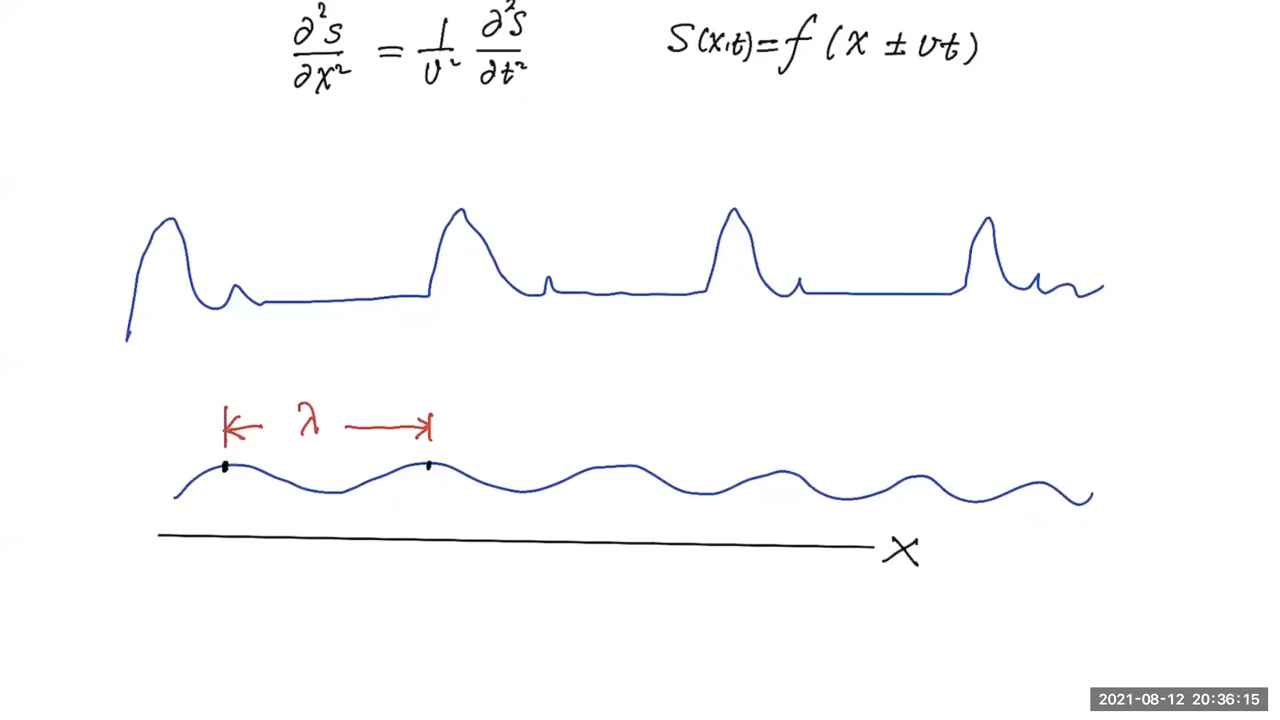 ∂²s/∂x² = 1/v² ∂²s/∂t²
S(x,t) = f(x ± vt)
λ
X
2021-08-12 20:36:15